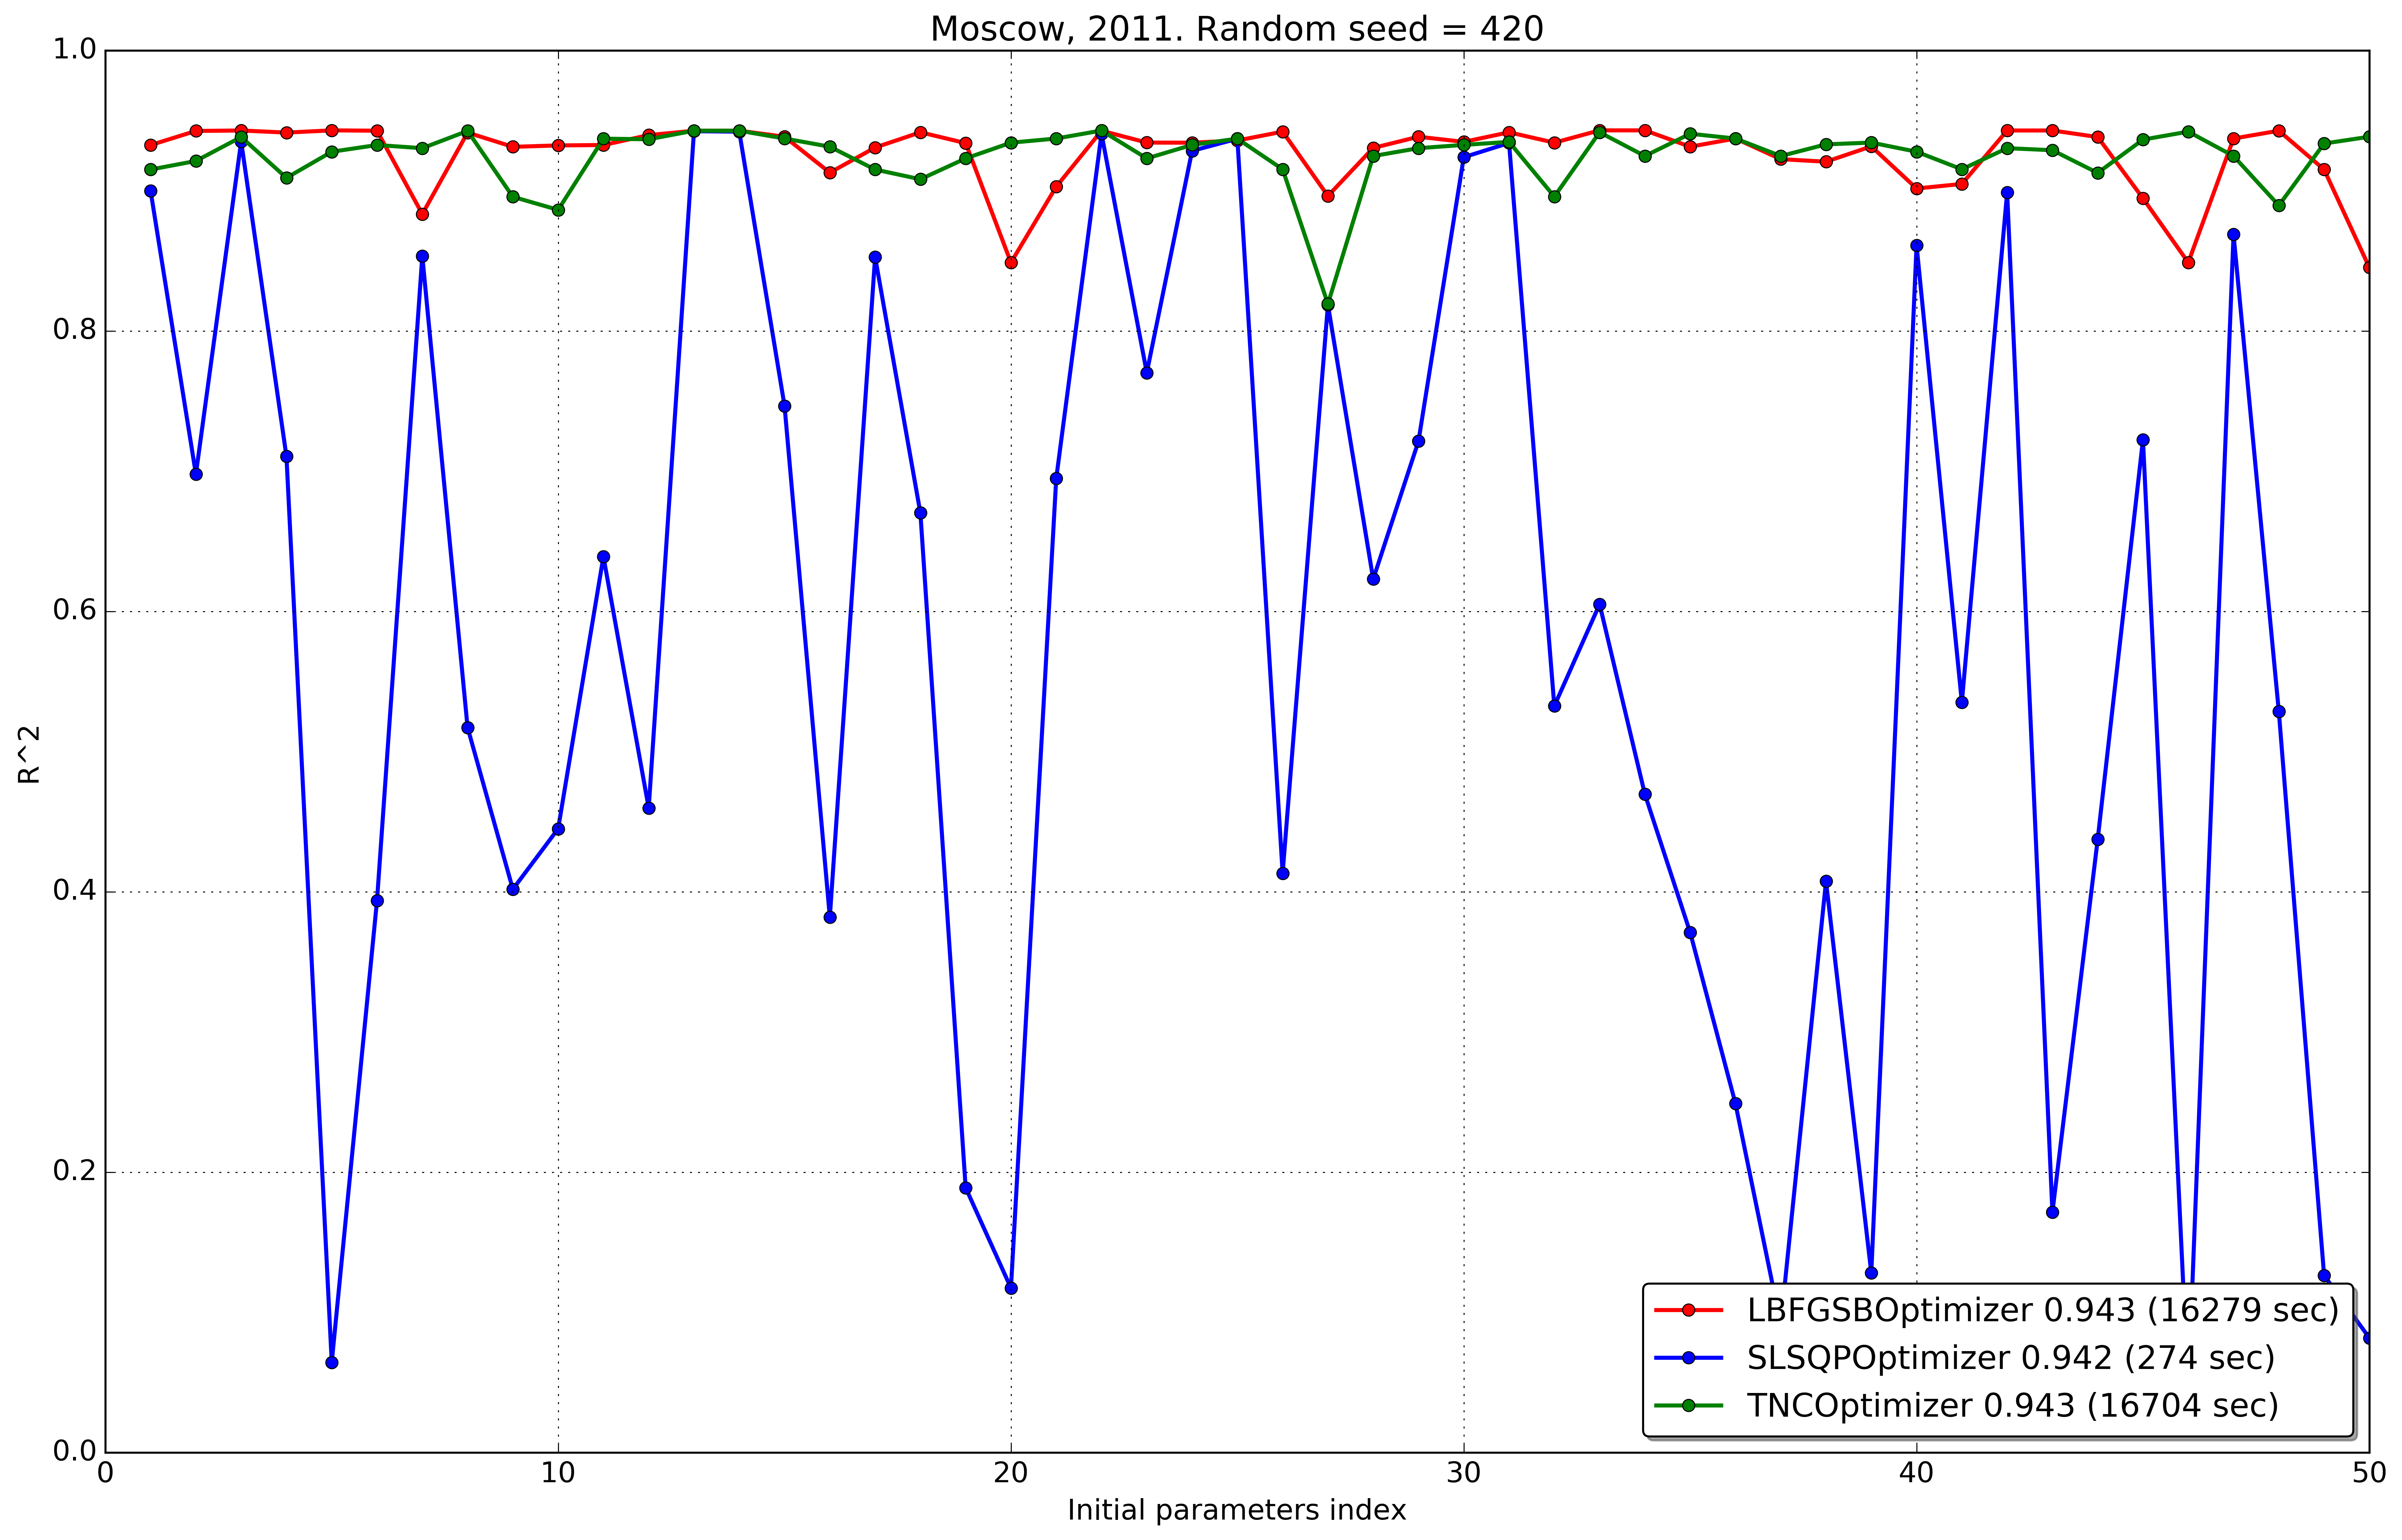 Moscow, 2011. Random seed = 420
1.0
0.8
0.6
0.4
0.2
0.0
R^2
0 10 20 30 40 50
Initial parameters index
LBFGSBOptimizer 0.943 (16279 sec)
SLSQPOptimizer 0.942 (274 sec)
TNCOptimizer 0.943 (16704 sec)